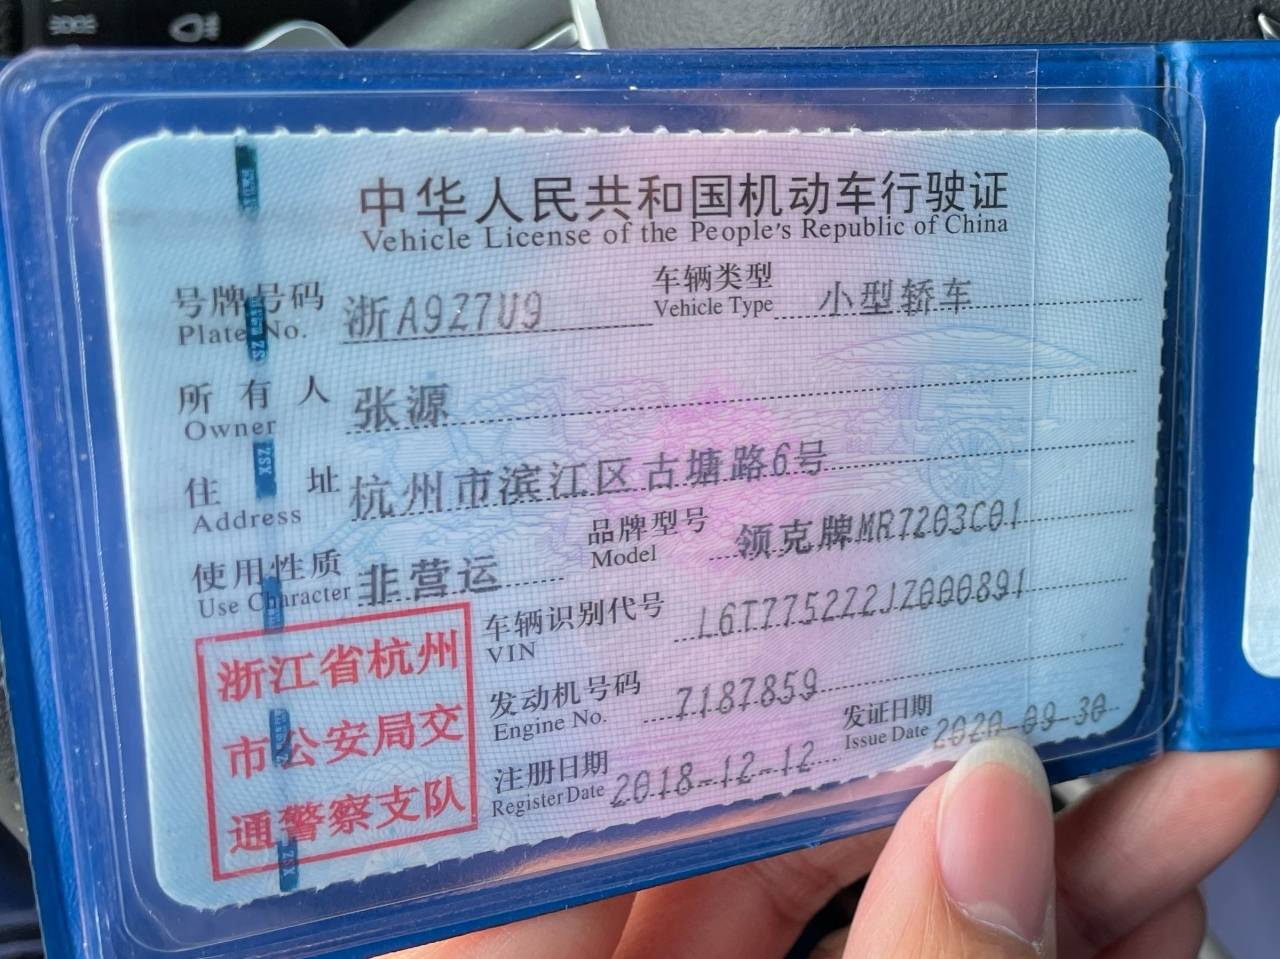 中华人民共和国机动车行驶证
Vehicle License of the People's Republic of China
号牌号码 浙A9Z7U9 车辆类型 小型轿车
Plate No. Vehicle Type
所有人 张源
Owner
住址 杭州市滨江区古塘路6号
Address
使用性质 非营运 品牌型号 领克牌MR7203C01
Use Character Model
车辆识别代号 L6T7752Z2JZ000891
VIN
发动机号码 7187859
Engine No.
注册日期 2018-12-12 发证日期 2020-09-30
Register Date Issue Date
浙江省杭州
市公安局交
通警察支队
XSZ
XSZ
XSZ